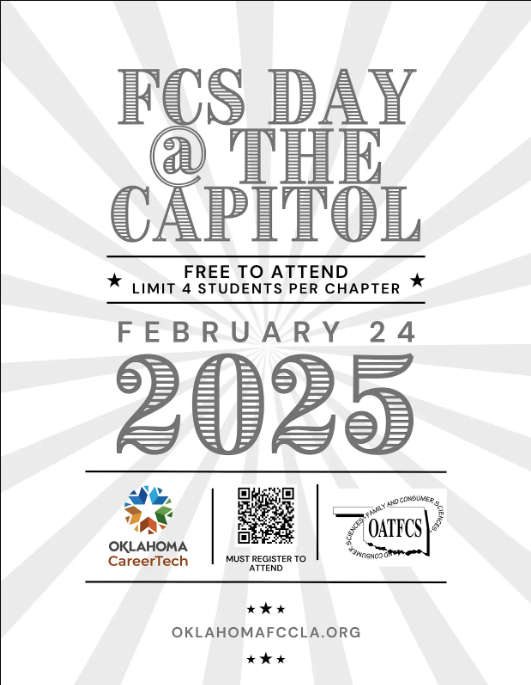 FCS DAY
@ THE
CAPITOL
FREE TO ATTEND
LIMIT 4 STUDENTS PER CHAPTER
FEBRUARY 24
2025
OKLAHOMA
CareerTech
MUST REGISTER TO
ATTEND
FAMILY AND CONSUMER SCIENCES
OATFCS
OKLAHOMAFCCLA.ORG